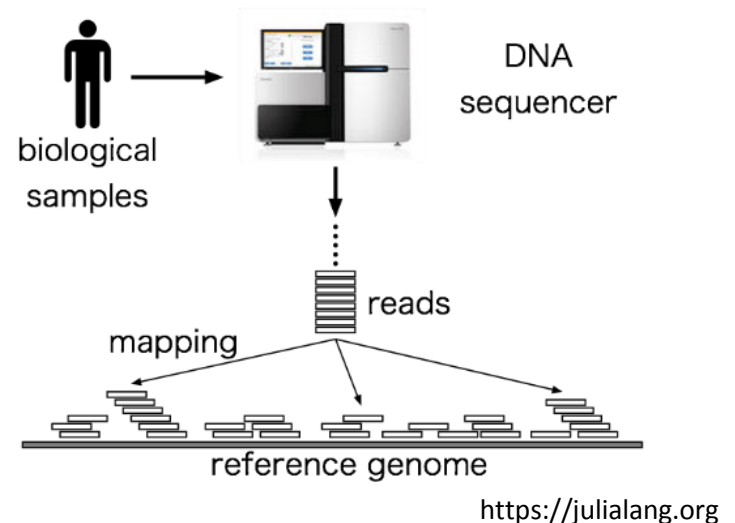 DNA
sequencer
biological
samples
reads
mapping
reference genome
https://julialang.org